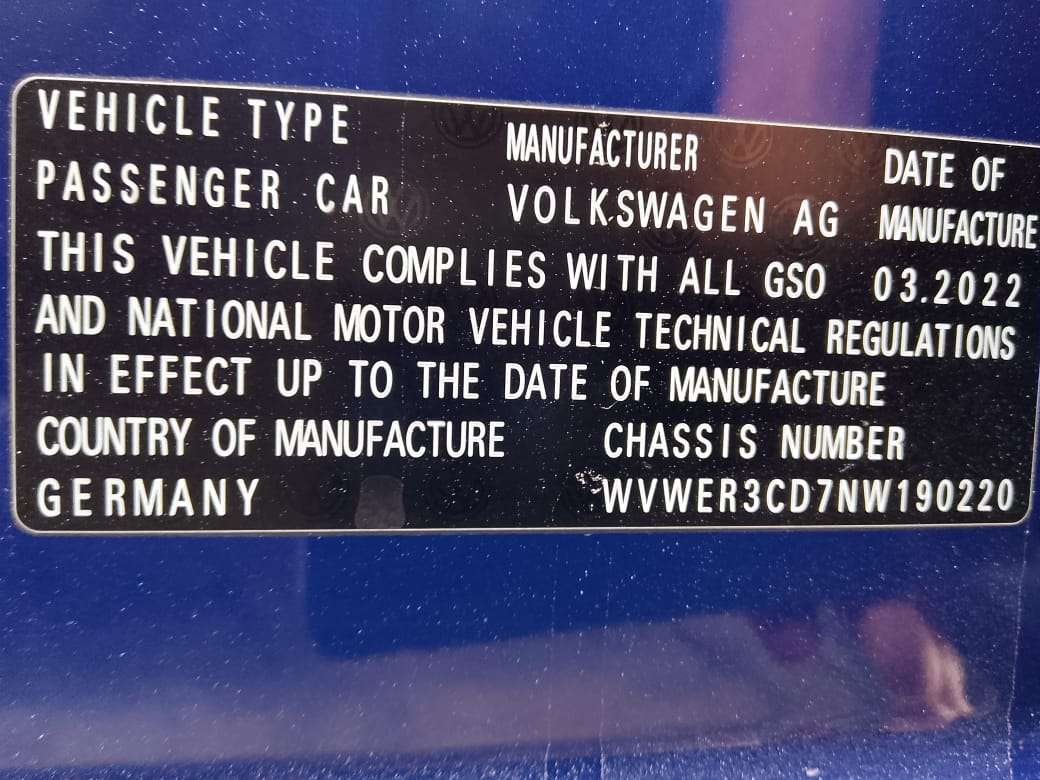 VEHICLE TYPE MANUFACTURER DATE OF
PASSENGER CAR VOLKSWAGEN AG MANUFACTURE
THIS VEHICLE COMPLIES WITH ALL GSO 03.2022
AND NATIONAL MOTOR VEHICLE TECHNICAL REGULATIONS
IN EFFECT UP TO THE DATE OF MANUFACTURE
COUNTRY OF MANUFACTURE CHASSIS NUMBER
GERMANY WVWER3CD7NW190220